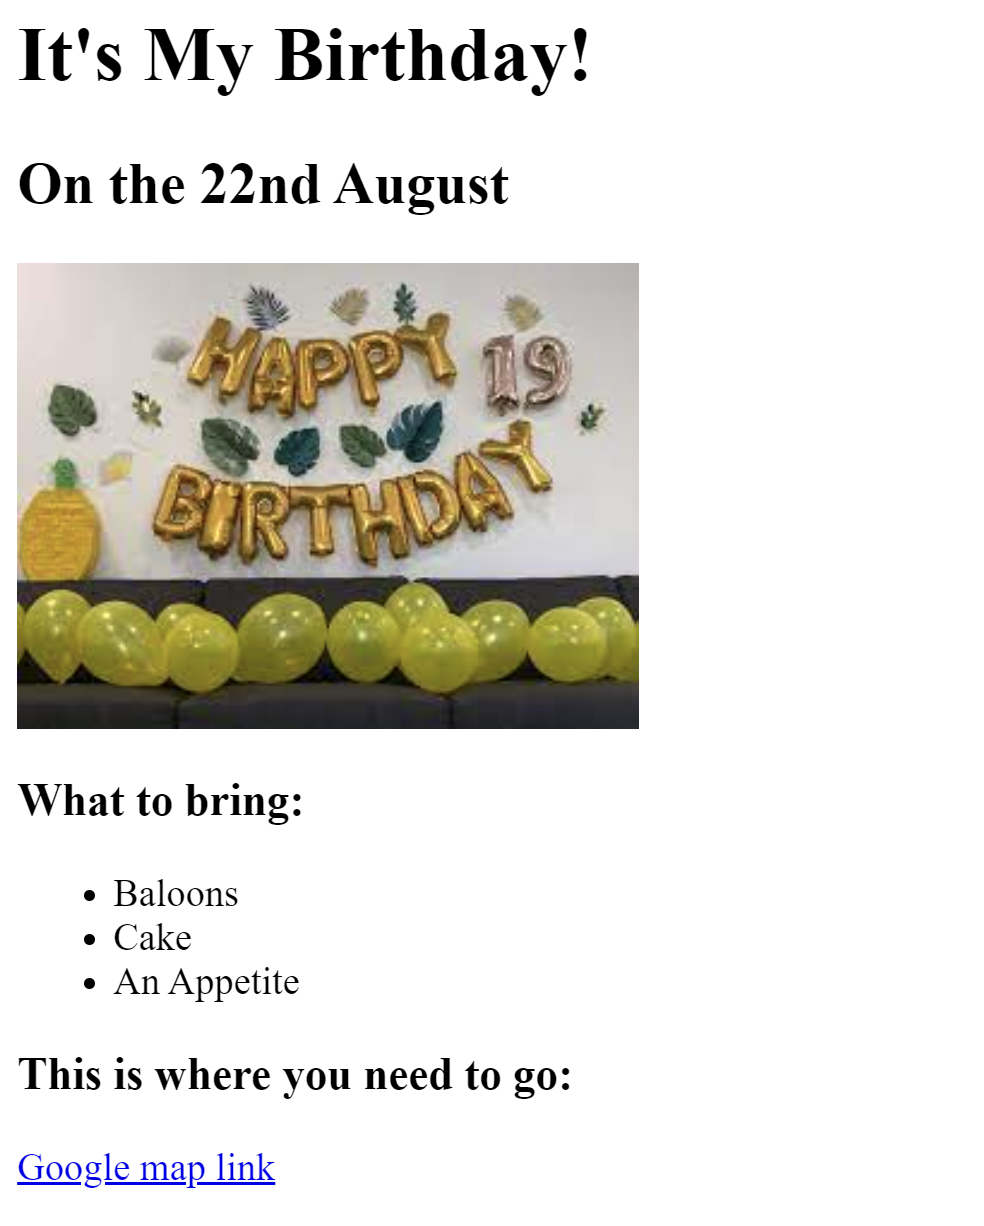 It's My Birthday!
On the 22nd August
HAPPY 19
BIRTHDAY
What to bring:
Baloons
Cake
An Appetite
This is where you need to go:
Google map link